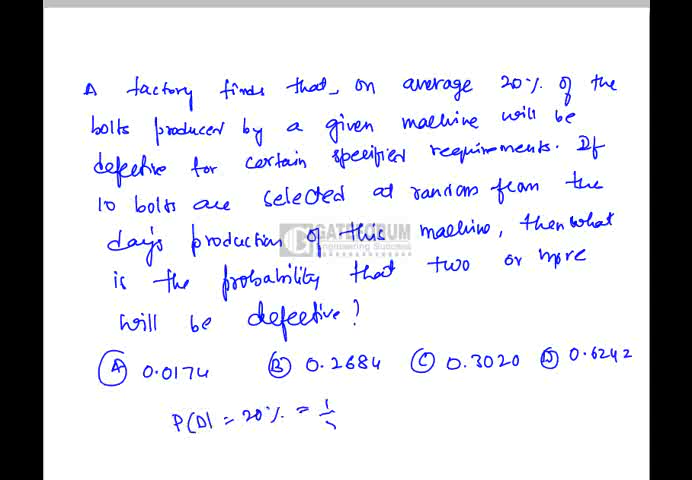 A factory finds that, on average 20% of the
bolts produced by a given machine will be
defective for certain specified requirements. If
10 bolts are selected at random from the
day's production of this machine, then what
is the probability that two or more
will be defective?
(A) 0.0174 (B) 0.2684 (C) 0.3020 (D) 0.6242
P(D) = 20% = 1/5
GATEFORUM
Engineering Success